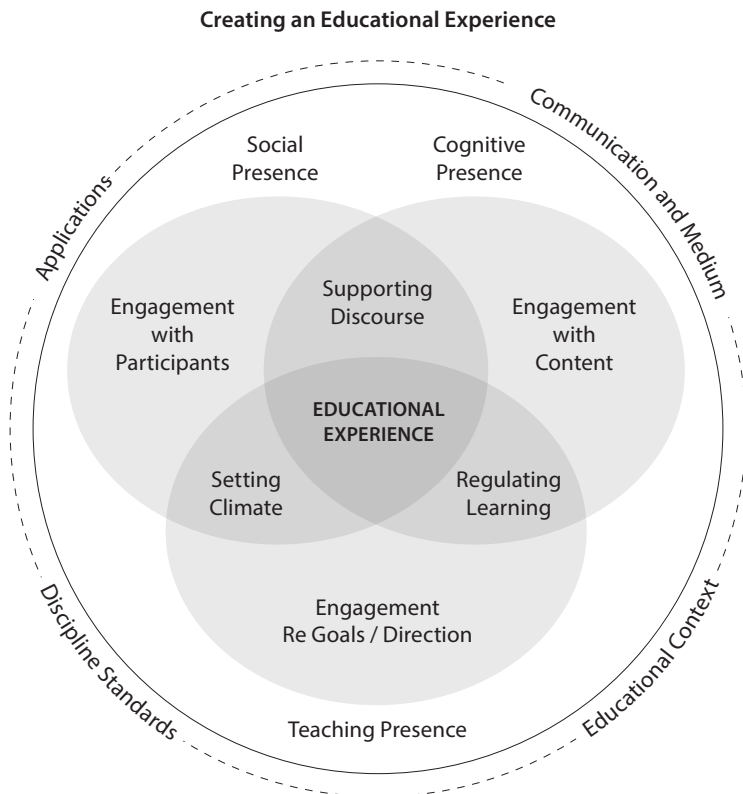 Creating an Educational Experience
Communication and Medium
Applications
Social
Presence
Cognitive
Presence
Engagement
with
Participants
Supporting
Discourse
Engagement
with
Content
EDUCATIONAL
EXPERIENCE
Setting
Climate
Regulating
Learning
Engagement
Re Goals / Direction
Discipline Standards
Educational Context
Teaching Presence